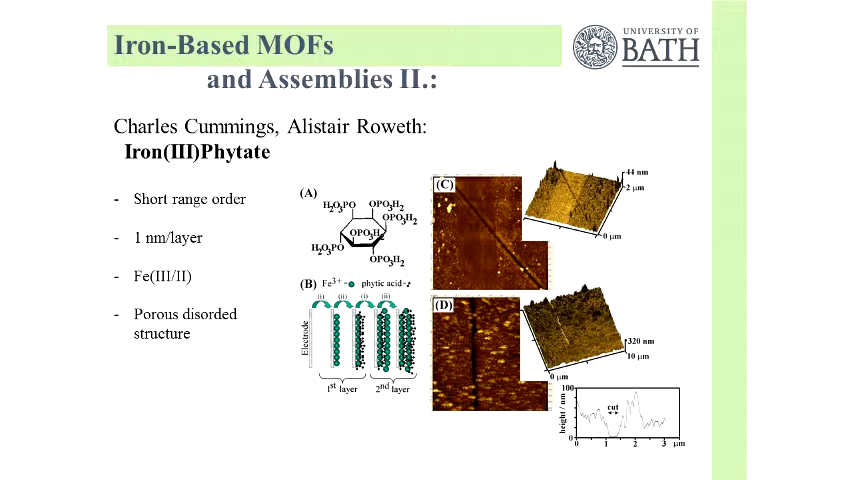 Iron-Based MOFs
and Assemblies II.:
UNIVERSITY OF
BATH
Charles Cummings, Alistair Roweth:
Iron(III)Phytate
- Short range order
- 1 nm/layer
- Fe(III/II)
- Porous disorded
structure
(A)
H2O3PO
OPO3H2
OPO3H2
OPO3H2
H2O3PO
OPO3H2
(B) Fe3+- phytic acid-
(i) (ii) (i) (ii)
Electrode
1st layer 2nd layer
(C)
44 nm
2 μm
0 μm
(D)
320 nm
10 μm
0 μm
100
height / nm
cut
0
0 1 2 3 μm